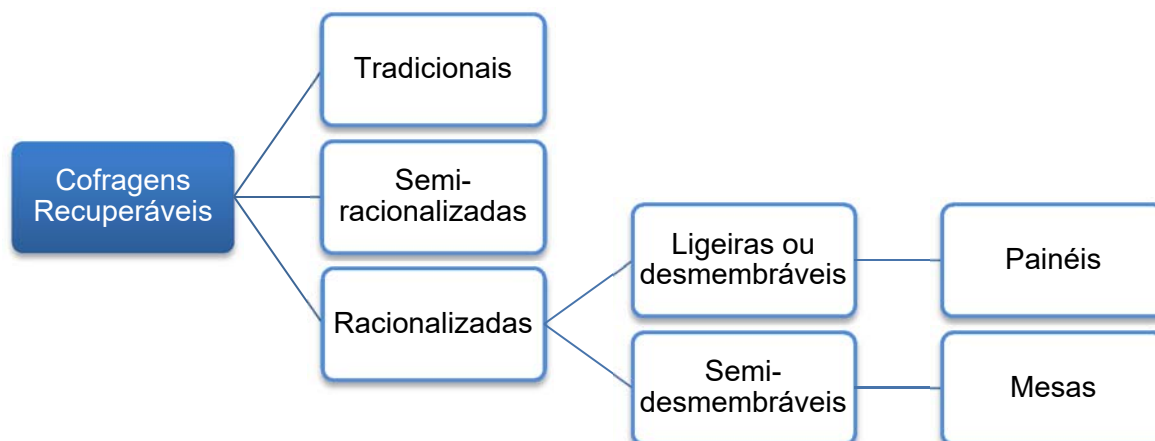 Tradicionais
Cofragens
Recuperáveis
Semi-
racionalizadas
Racionalizadas
Ligeiras ou
desmembráveis
Painéis
Semi-
desmembráveis
Mesas